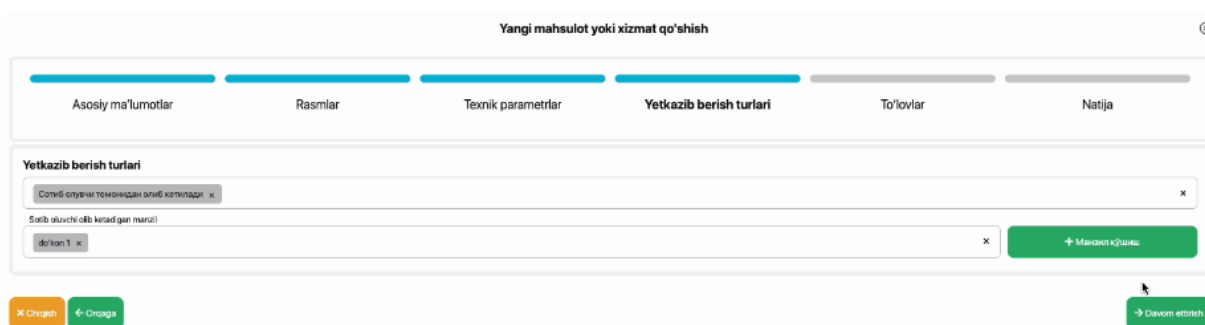 Yangi mahsulot yoki xizmat qo'shish
Asosiy ma'lumotlar Rasmlar Texnik parametrlar Yetkazib berish turlari To'lovlar Natija
Yetkazib berish turlari
Сотиб олувчи томонидан олиб кетилади ×
Sotib oluvchi olib ketadigan manzil
do'kon 1 × × + Манзил қўшиш
× Chiqish ← Orqaga → Davom ettirish